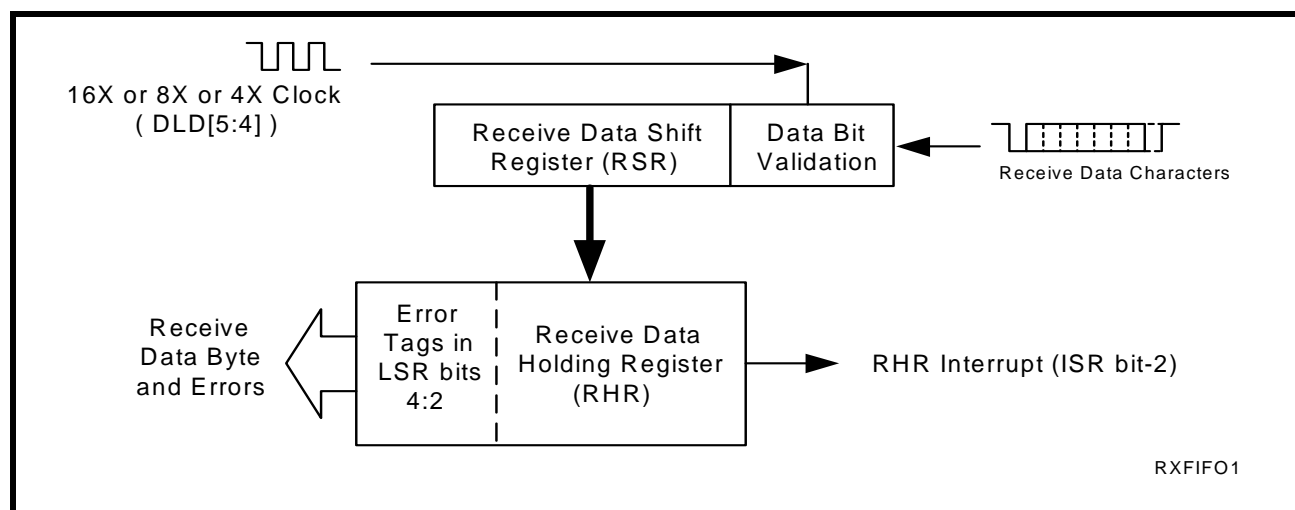 16X or 8X or 4X Clock
( DLD[5:4] )
Receive Data Shift
Register (RSR)
Data Bit
Validation
Receive Data Characters
Receive
Data Byte
and Errors
Error
Tags in
LSR bits
4:2
Receive Data
Holding Register
(RHR)
RHR Interrupt (ISR bit-2)
RXFIFO1